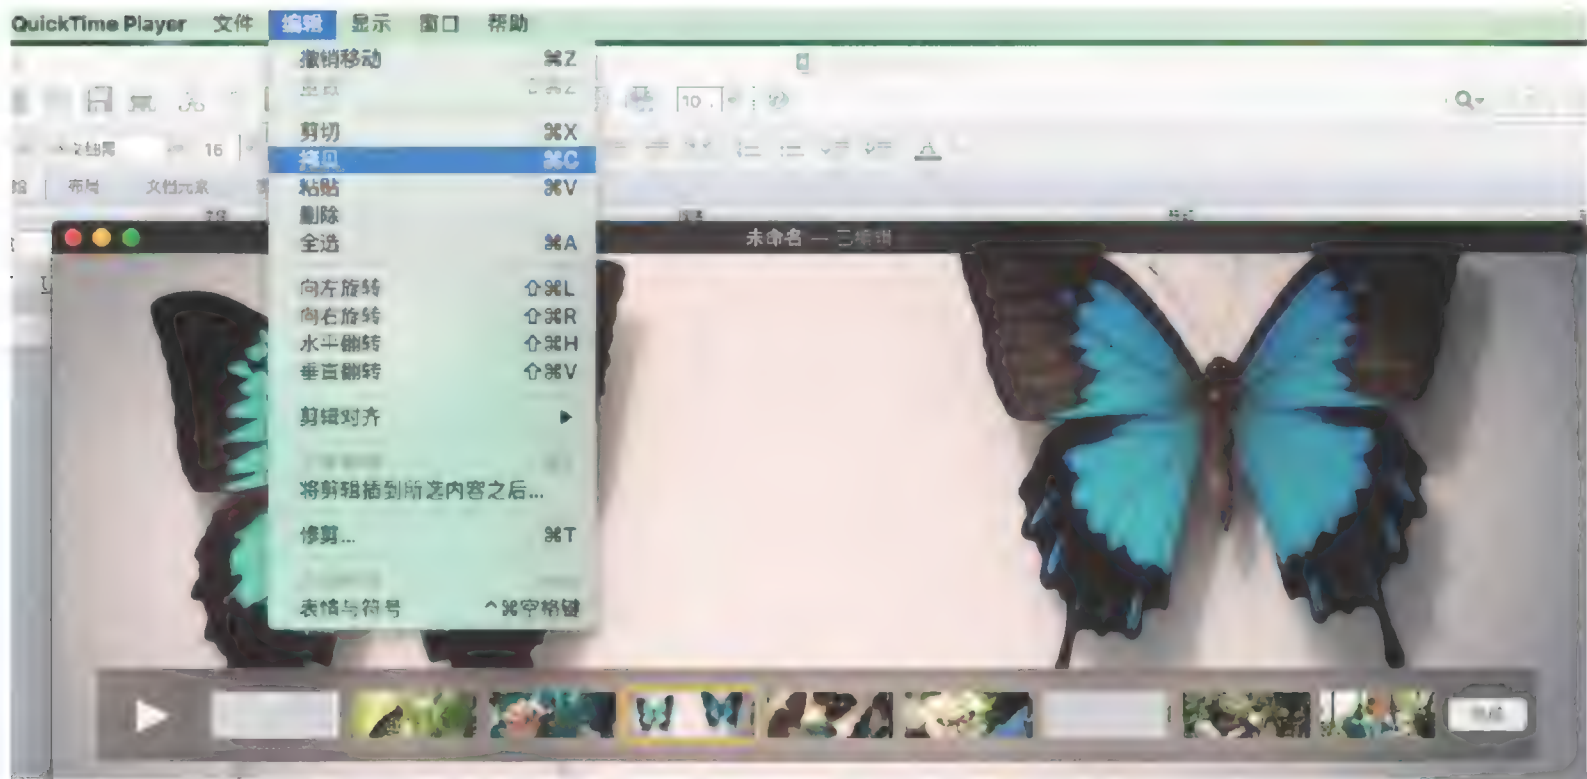 QuickTime Player 文件 编辑 显示 窗口 帮助
撤销移动 ⌘Z
10
剪切 ⌘X
16
拷贝 ⌘C
粘贴 ⌘V
布局 文档元素
删除
未命名 —
全选 ⌘A
向左旋转 ⇧⌘L
向右旋转 ⇧⌘R
水平翻转 ⇧⌘H
垂直翻转 ⇧⌘V
剪辑对齐
将剪辑插到所选内容之后...
修剪... ⌘T
表情与符号 ^⌘空格键